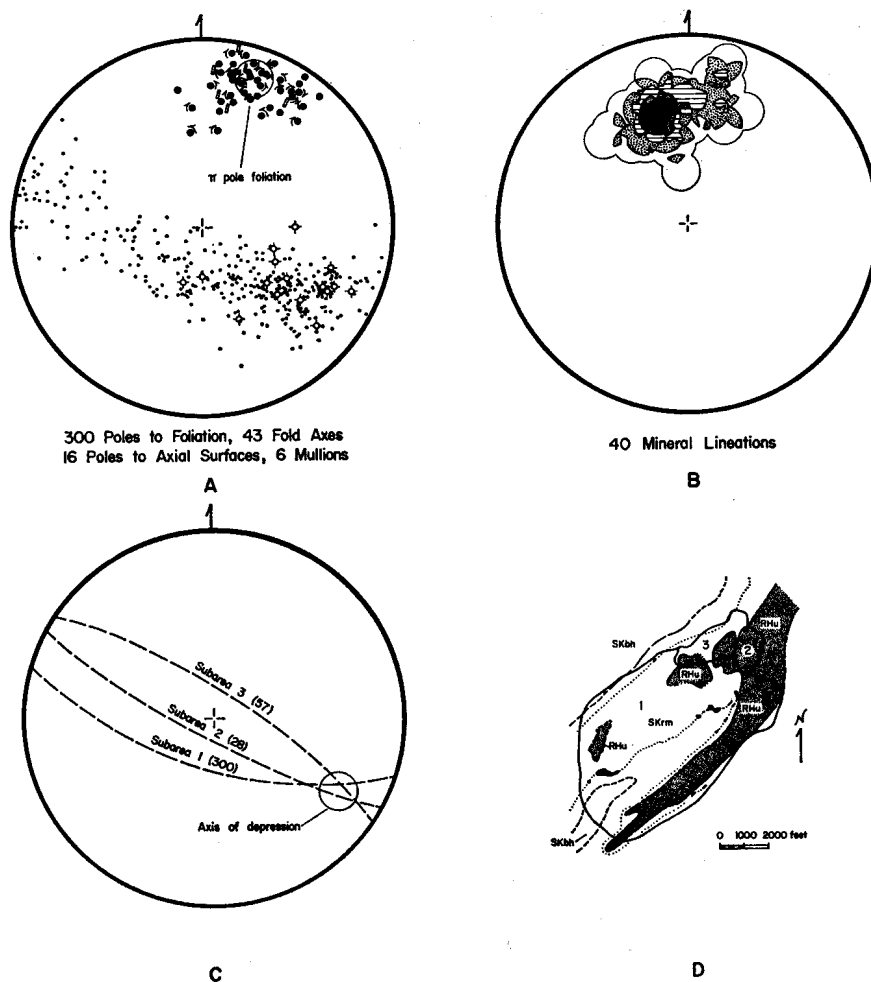 π pole foliation
300 Poles to Foliation, 43 Fold Axes
16 Poles to Axial Surfaces, 6 Mullions
A
40 Mineral Lineations
B
Subarea 3 (57)
Subarea 2 (28)
Subarea 1 (300)
Axis of depression
C
RHu
SKbh
3
2
RHu
1
SKrm
RHu
RHu
N
SKbh
0 1000 2000 feet
D